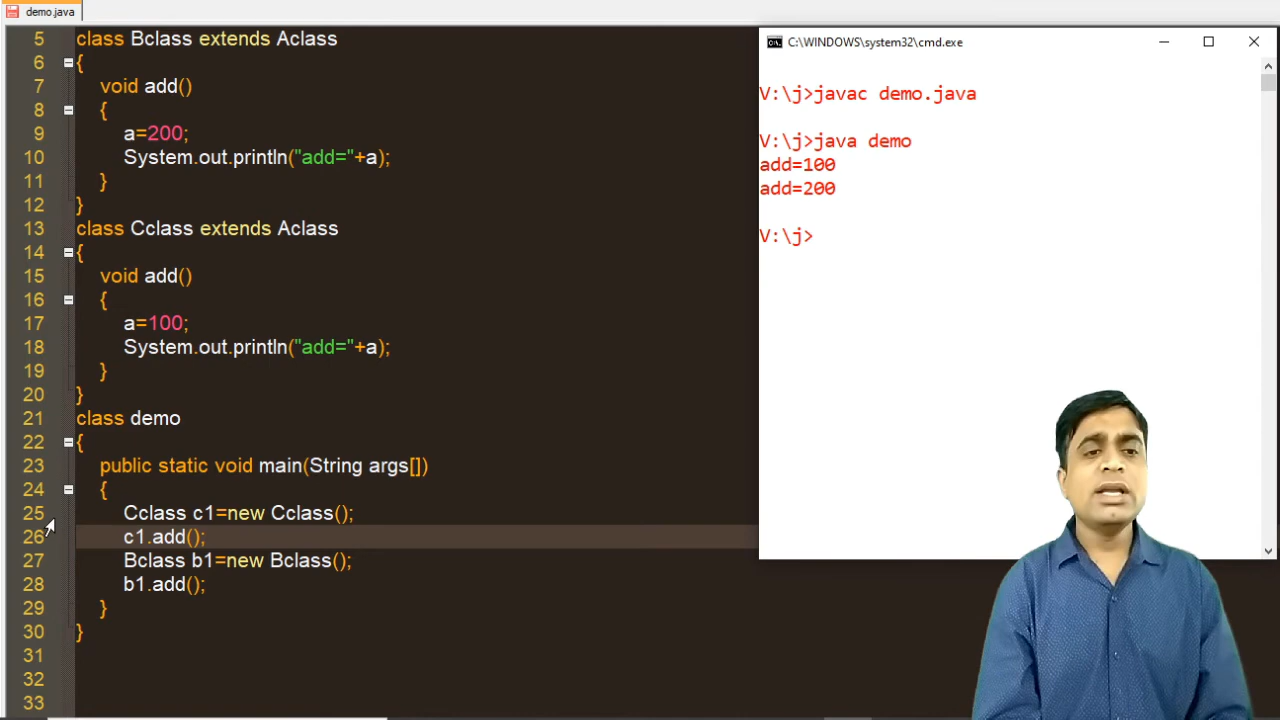 demo.java
5 class Bclass extends Aclass
6 {
7 void add()
8 {
9 a=200;
10 System.out.println("add="+a);
11 }
12 }
13 class Cclass extends Aclass
14 {
15 void add()
16 {
17 a=100;
18 System.out.println("add="+a);
19 }
20 }
21 class demo
22 {
23 public static void main(String args[])
24 {
25 Cclass c1=new Cclass();
26 c1.add();
27 Bclass b1=new Bclass();
28 b1.add();
29 }
30 }
31
32
33
C:\WINDOWS\system32\cmd.exe
V:\j>javac demo.java
V:\j>java demo
add=100
add=200
V:\j>